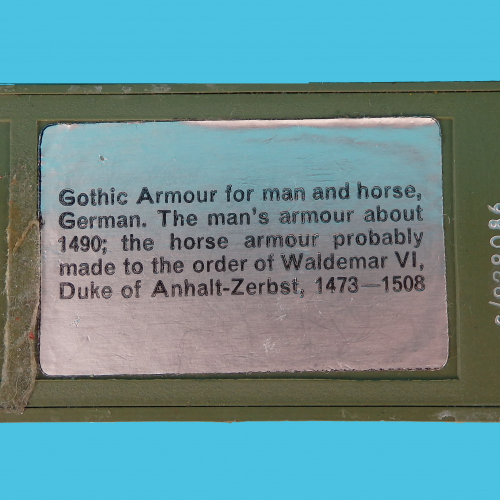 Gothic Armour for man and horse,
German. The man's armour about
1490; the horse armour probably
made to the order of Waldemar VI,
Duke of Anhalt-Zerbst, 1473—1508